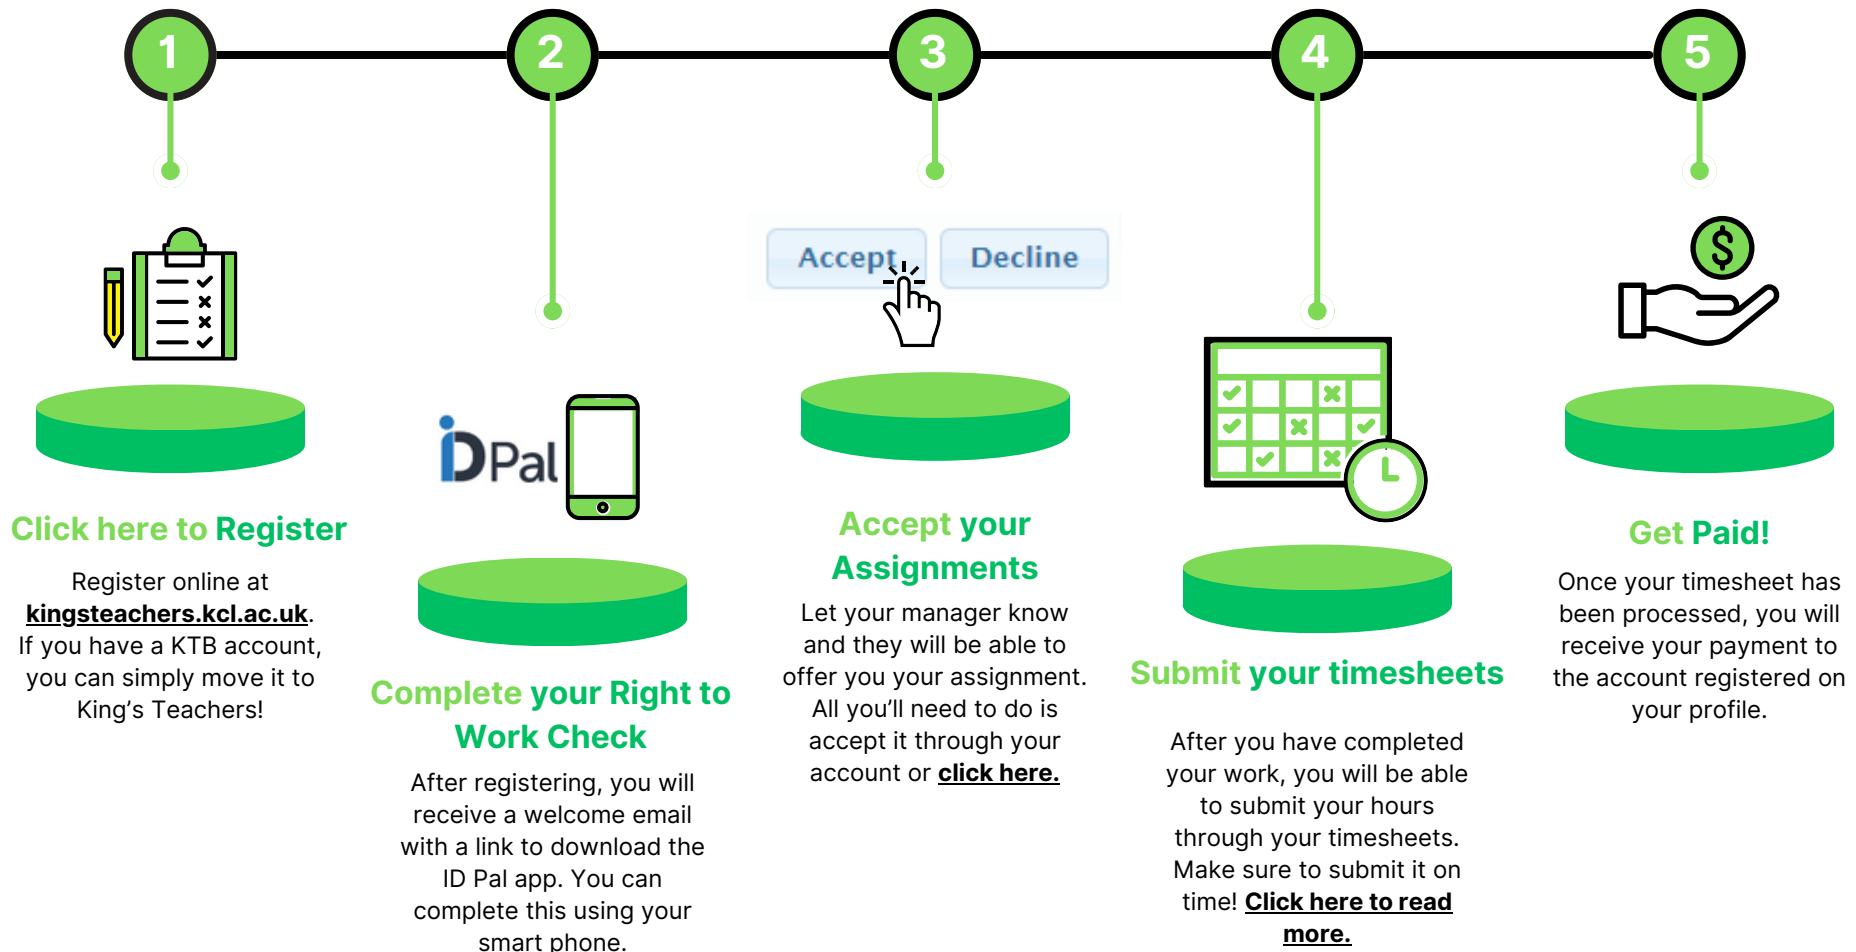 1
2
3
4
5
Click here to Register
Register online at
kingsteachers.kcl.ac.uk.
If you have a KTB account,
you can simply move it to
King's Teachers!
iDPal
Complete your Right to
Work Check
After registering, you will
receive a welcome email
with a link to download the
ID Pal app. You can
complete this using your
smart phone.
Accept
Decline
Accept your
Assignments
Let your manager know
and they will be able to
offer you your assignment.
All you'll need to do is
accept it through your
account or click here.
Submit your timesheets
After you have completed
your work, you will be able
to submit your hours
through your timesheets.
Make sure to submit it on
time! Click here to read
more.
$
Get Paid!
Once your timesheet has
been processed, you will
receive your payment to
the account registered on
your profile.